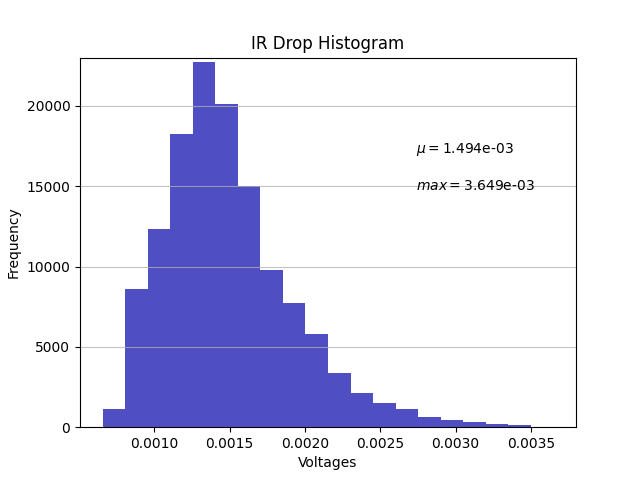 IR Drop Histogram
20000
15000
10000
5000
0
Frequency
μ = 1.494e-03
max = 3.649e-03
0.0010 0.0015 0.0020 0.0025 0.0030 0.0035
Voltages